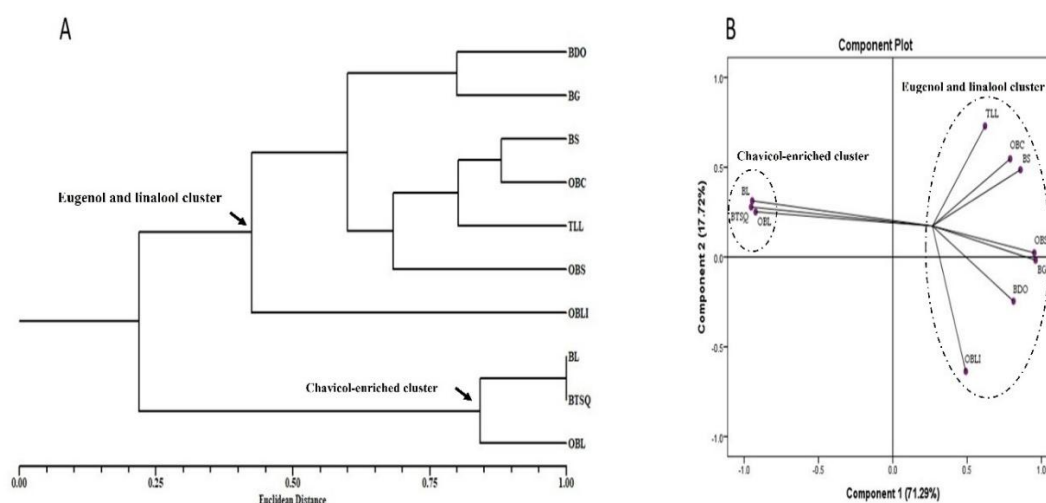 A
BDO
BG
BS
OBC
TLL
OBS
OBLI
BL
BTSQ
OBL
Eugenol and linalool cluster
Chavicol-enriched cluster
0.00
0.25
0.50
0.75
1.00
Euclidean Distance
B
Component Plot
Eugenol and linalool cluster
Chavicol-enriched cluster
TLL
OBC
BS
BL
BTSQ
OBL
OBS
BG
BDO
OBLI
1.0
0.5
0.0
-0.5
-1.0
Component 2 (17.72%)
-1.0
-0.5
0.0
0.5
1.0
Component 1 (71.29%)